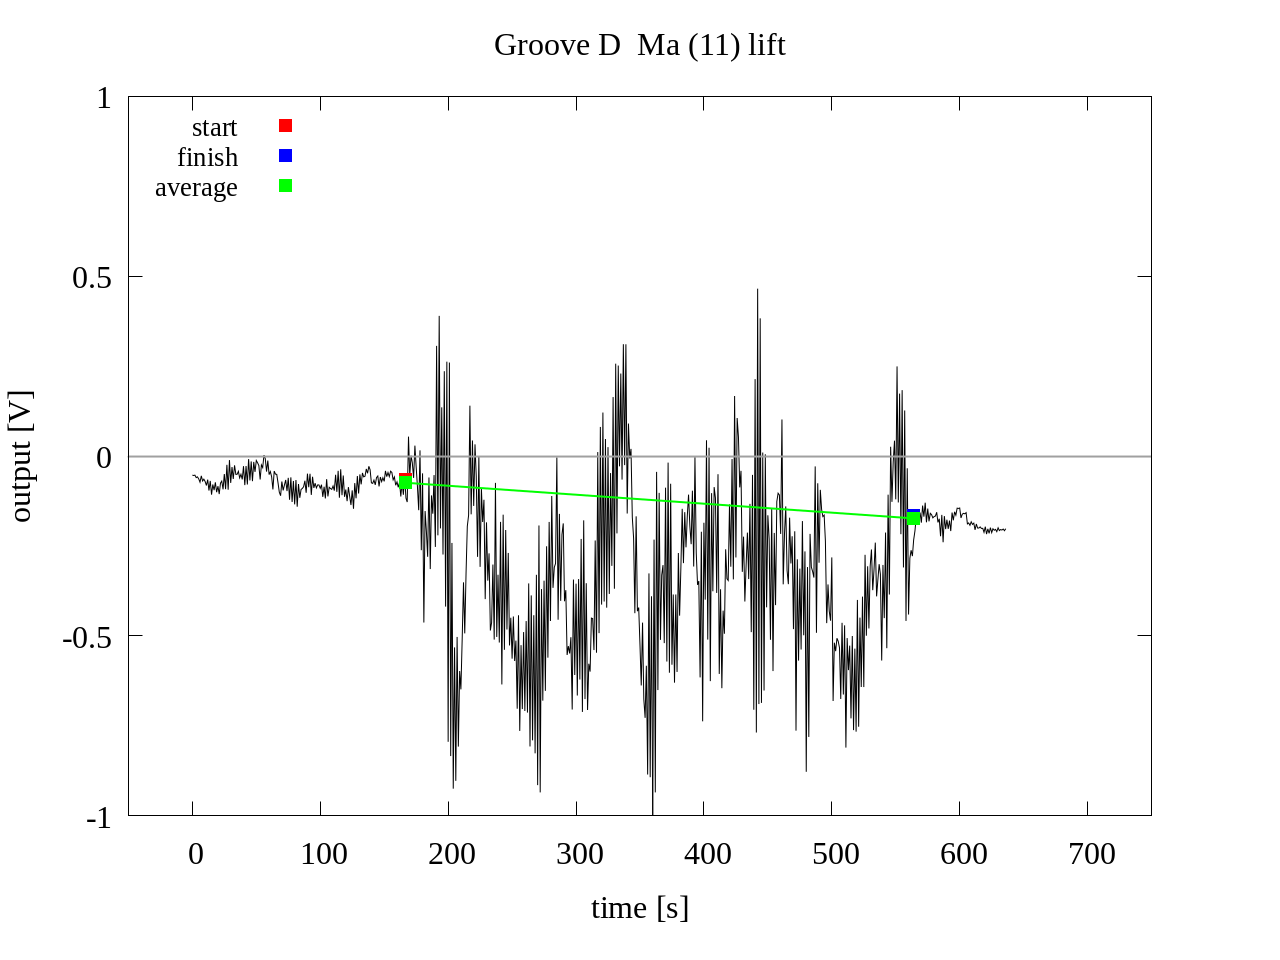 Groove D  Ma (11) lift
start
finish
average
1
0.5
0
-0.5
-1
output [V]
0 100 200 300 400 500 600 700
time [s]